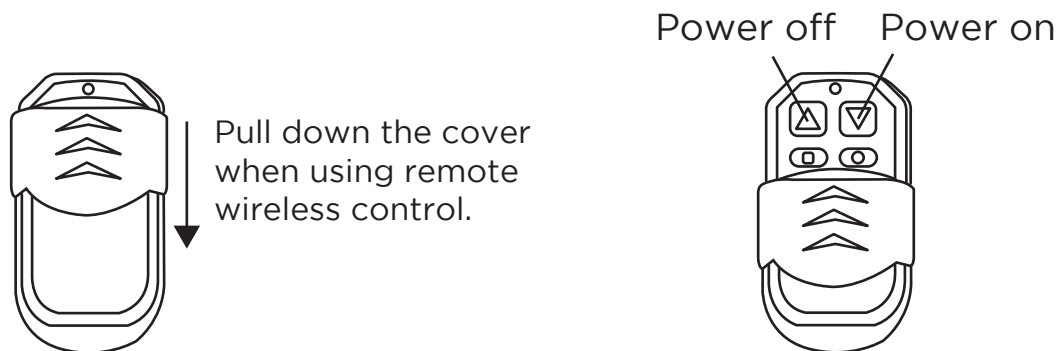 Power off
Power on
Pull down the cover
when using remote
wireless control.